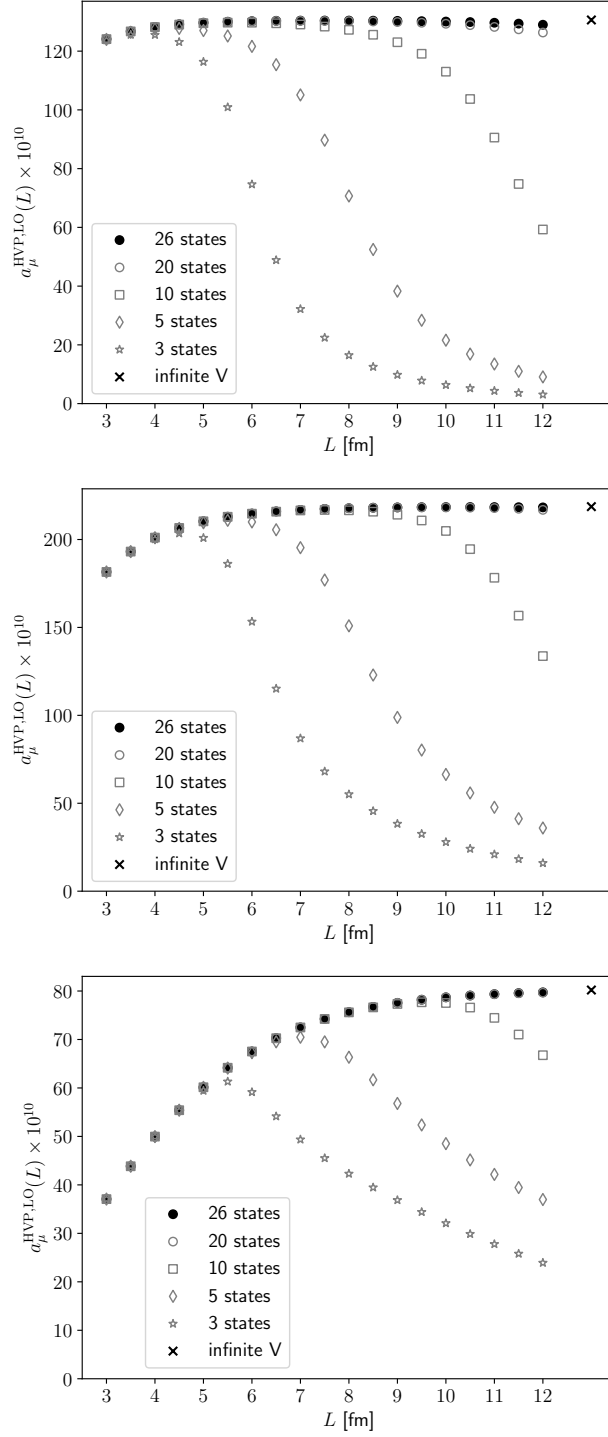 120
100
80
60
40
20
0
a_μ^{HVP,LO}(L) × 10^{10}
26 states
20 states
10 states
5 states
3 states
infinite V
3 4 5 6 7 8 9 10 11 12
L [fm]
200
150
100
50
0
a_μ^{HVP,LO}(L) × 10^{10}
26 states
20 states
10 states
5 states
3 states
infinite V
3 4 5 6 7 8 9 10 11 12
L [fm]
80
70
60
50
40
30
20
10
0
a_μ^{HVP,LO}(L) × 10^{10}
26 states
20 states
10 states
5 states
3 states
infinite V
3 4 5 6 7 8 9 10 11 12
L [fm]